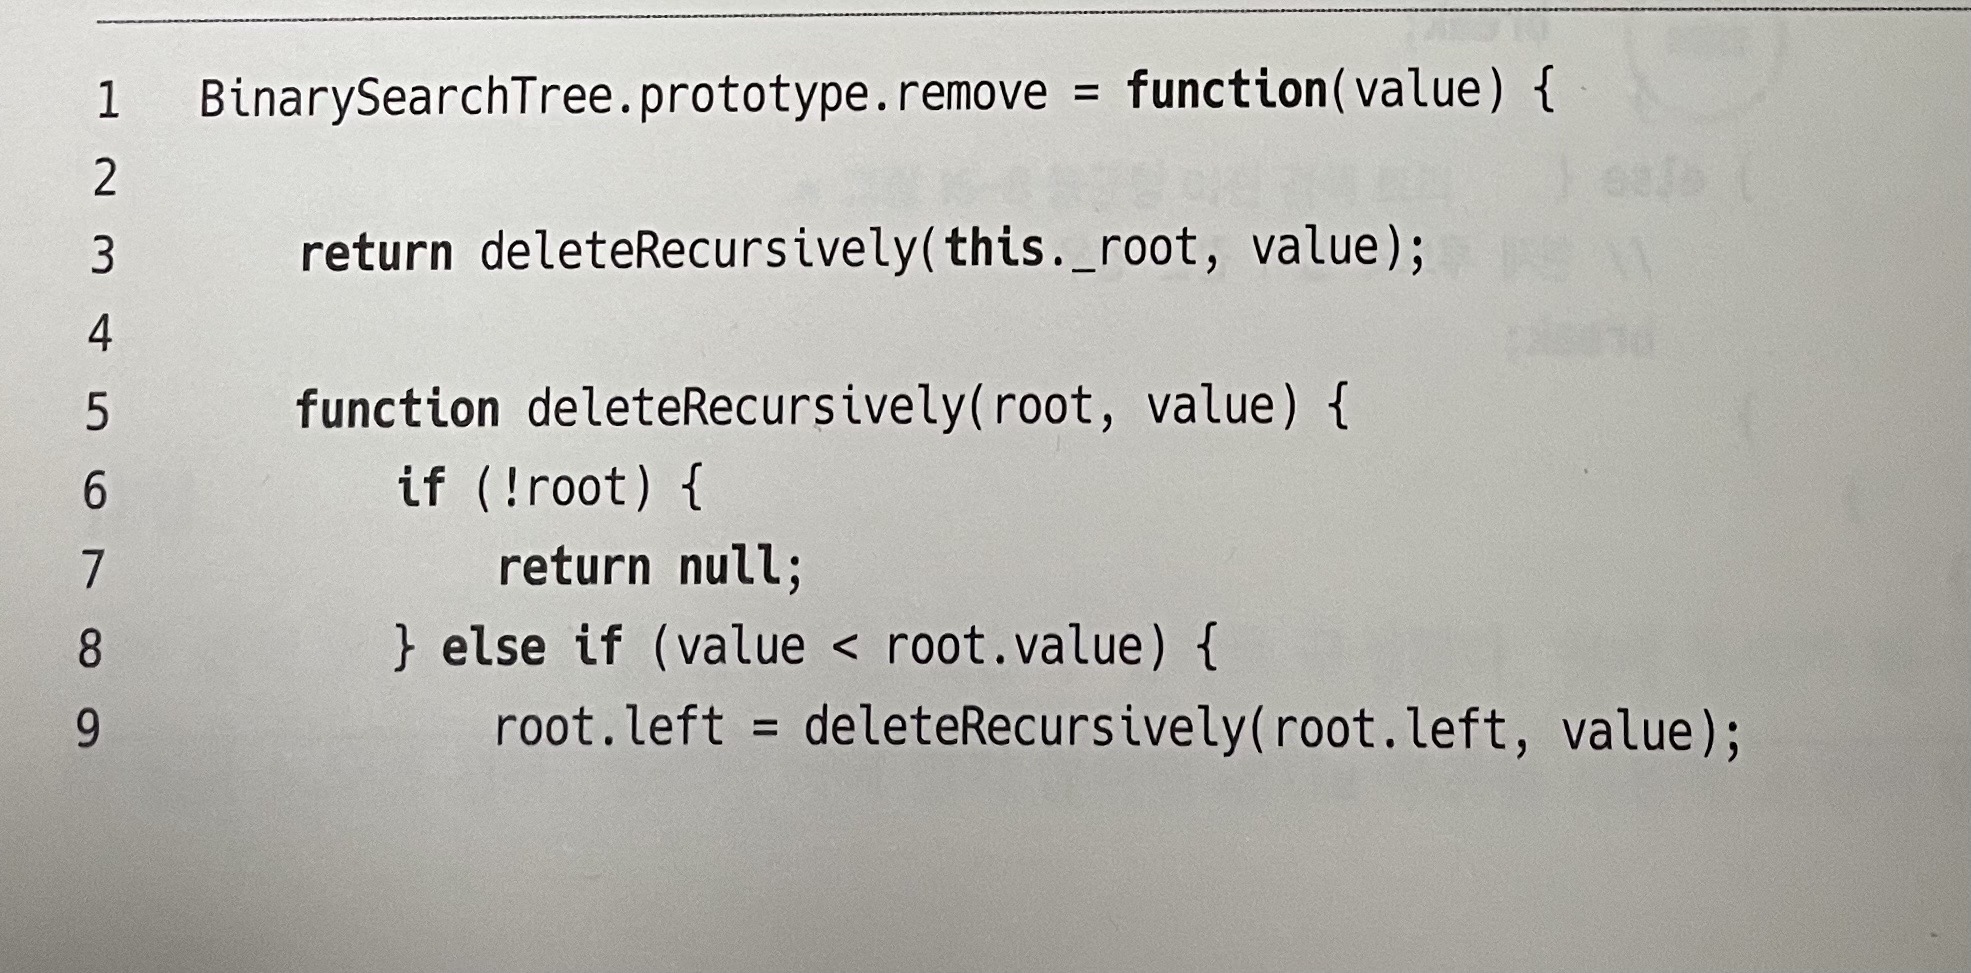 1 BinarySearchTree.prototype.remove = function(value) {
2
3 return deleteRecursively(this._root, value);
4
5 function deleteRecursively(root, value) {
6 if (!root) {
7 return null;
8 } else if (value < root.value) {
9 root.left = deleteRecursively(root.left, value);